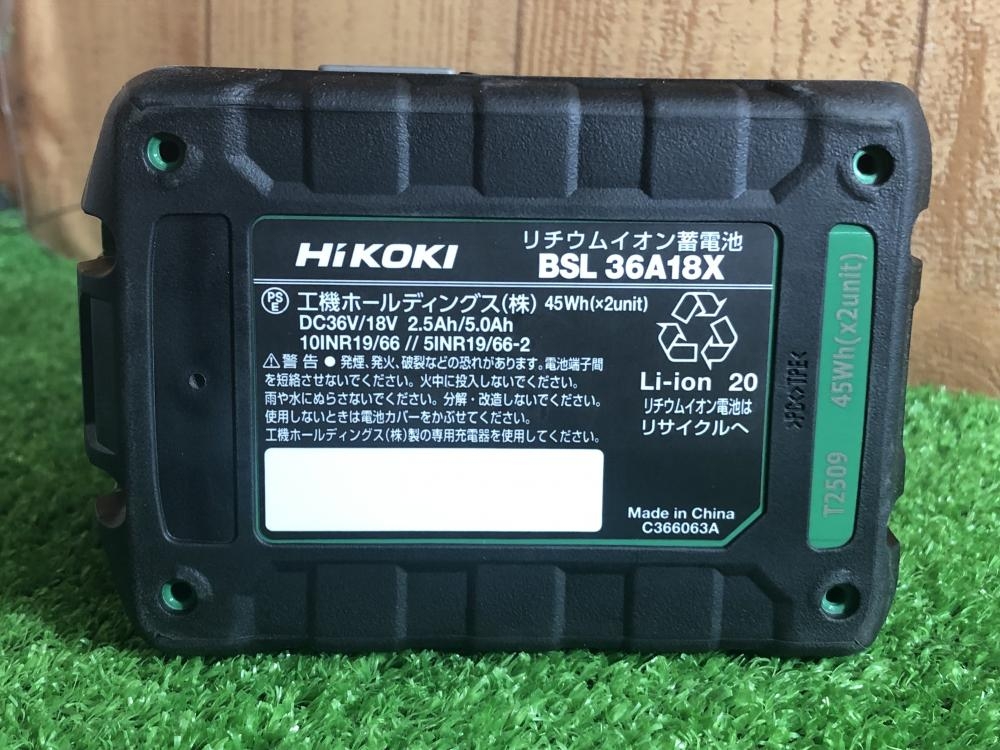 HiKOKI
リチウムイオン蓄電池
BSL 36A18X
PSE 工機ホールディングス(株) 45Wh(×2unit)
DC36V/18V 2.5Ah/5.0Ah
10INR19/66 // 5INR19/66-2
⚠警告 ● 発煙、発火、破裂などの恐れがあります。電池端子間
を短絡させないでください。火中に投入しないでください。
雨や水にぬらさないでください。分解・改造しないでください。
使用しないときは電池カバーをかぶせてください。
工機ホールディングス(株)製の専用充電器を使用してください。
Li-ion 20
リチウムイオン電池は
リサイクルへ
Made in China
C366063A
>PBT<>TPE<
T2509 45Wh(x2unit)